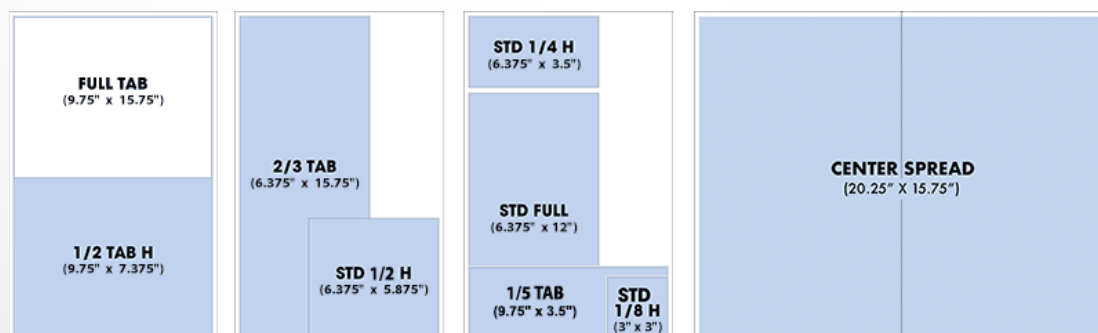 FULL TAB
(9.75" x 15.75")
1/2 TAB H
(9.75" x 7.375")
2/3 TAB
(6.375" x 15.75")
STD 1/2 H
(6.375" x 5.875")
STD 1/4 H
(6.375" x 3.5")
STD FULL
(6.375" x 12")
1/5 TAB
(9.75" x 3.5")
STD
1/8 H
(3" x 3")
CENTER SPREAD
(20.25" X 15.75")